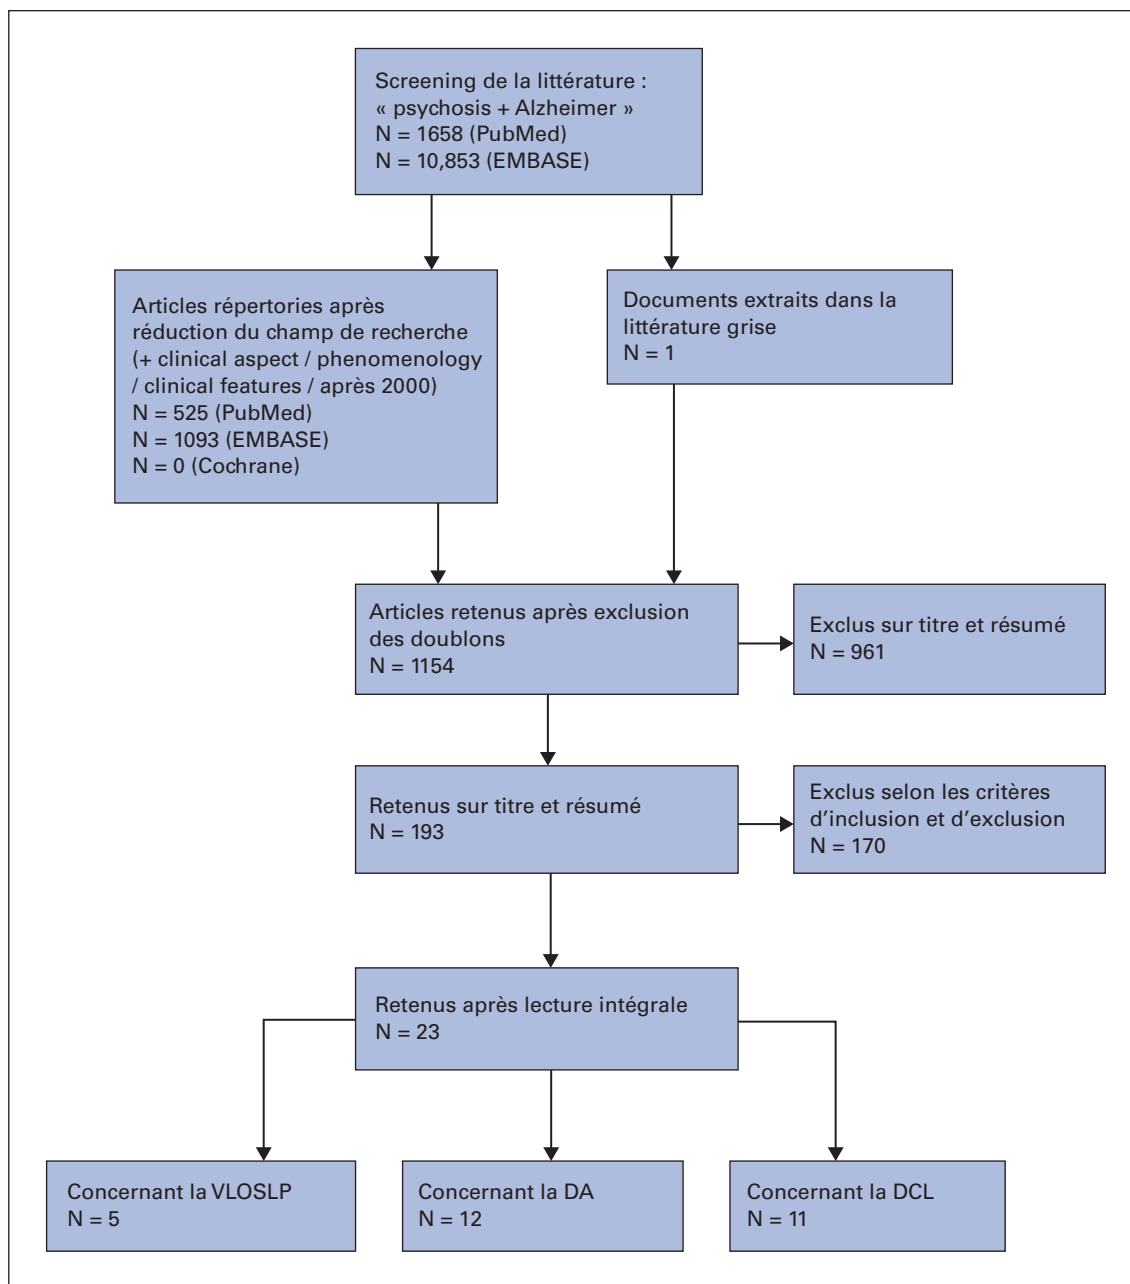 Screening de la littérature :
« psychosis + Alzheimer »
N = 1658 (PubMed)
N = 10,853 (EMBASE)
Articles répertories après
réduction du champ de recherche
(+ clinical aspect / phenomenology
/ clinical features / après 2000)
N = 525 (PubMed)
N = 1093 (EMBASE)
N = 0 (Cochrane)
Documents extraits dans la
littérature grise
N = 1
Articles retenus après exclusion
des doublons
N = 1154
Exclus sur titre et résumé
N = 961
Retenus sur titre et résumé
N = 193
Exclus selon les critères
d'inclusion et d'exclusion
N = 170
Retenus après lecture intégrale
N = 23
Concernant la VLOSLP
N = 5
Concernant la DA
N = 12
Concernant la DCL
N = 11